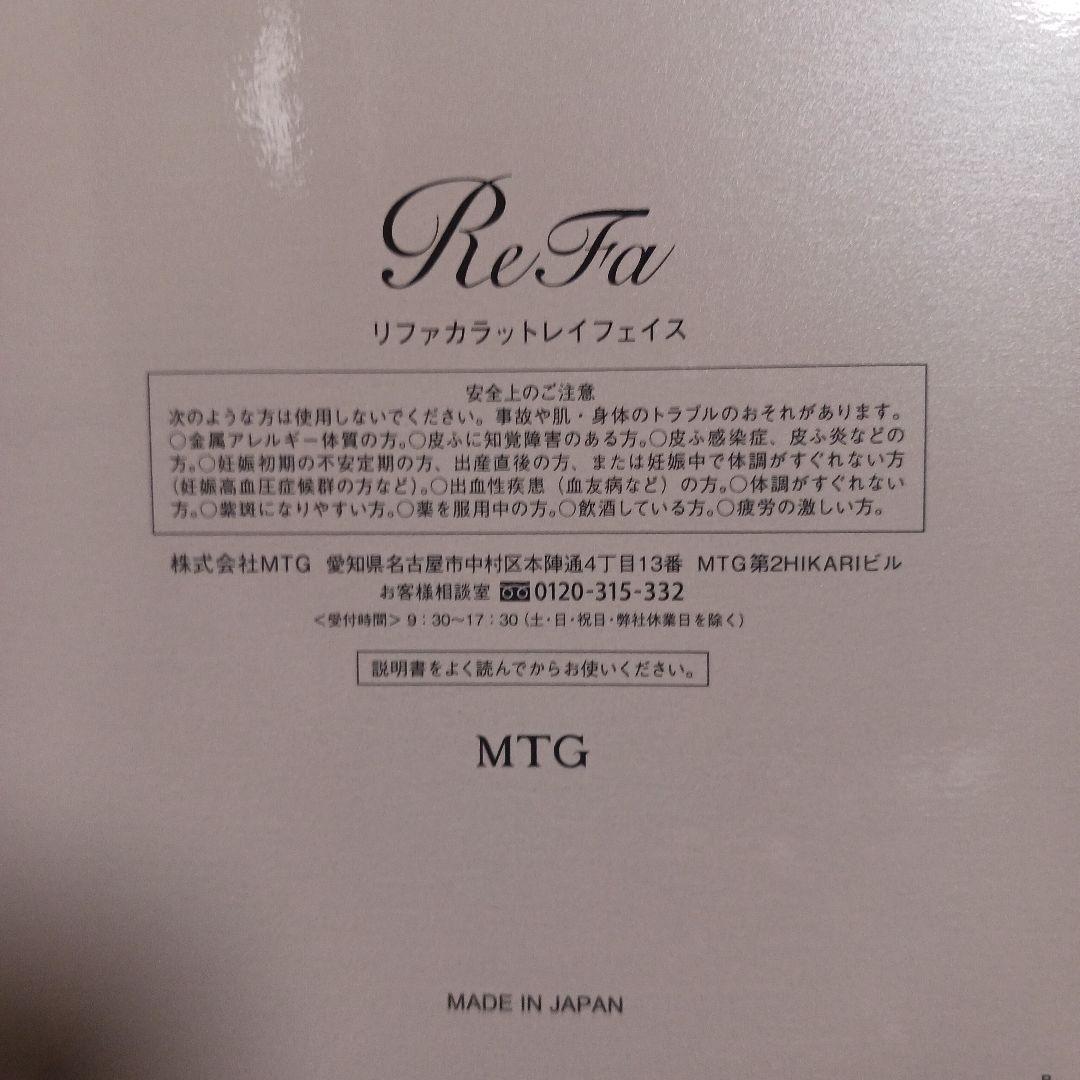 ReFa
リファカラットレイフェイス
安全上のご注意
次のような方は使用しないでください。事故や肌・身体のトラブルのおそれがあります。
○金属アレルギー体質の方。○皮ふに知覚障害のある方。○皮ふ感染症、皮ふ炎などの
方。○妊娠初期の不安定期の方、出産直後の方、または妊娠中で体調がすぐれない方
(妊娠高血圧症候群の方など)。○出血性疾患(血友病など)の方。○体調がすぐれない
方。○紫斑になりやすい方。○薬を服用中の方。○飲酒している方。○疲労の激しい方。
株式会社MTG 愛知県名古屋市中村区本陣通4丁目13番 MTG第2HIKARIビル
お客様相談室 0120-315-332
<受付時間> 9:30〜17:30 (土・日・祝日・弊社休業日を除く)
説明書をよく読んでからお使いください。
MTG
MADE IN JAPAN